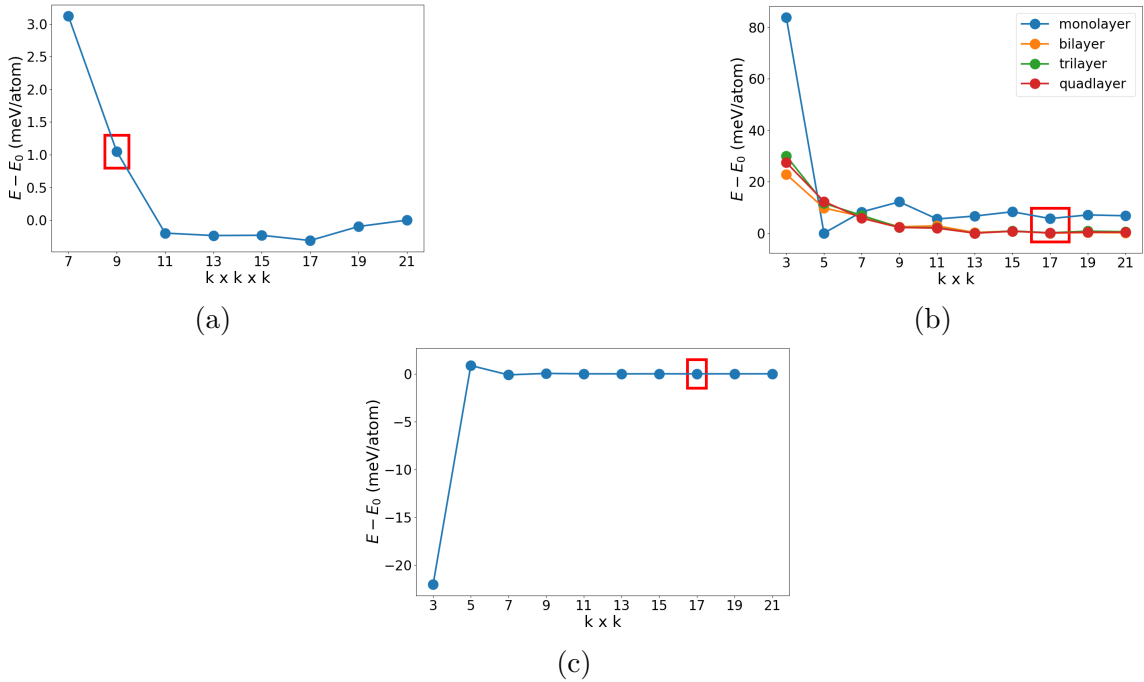 3.0
2.5
2.0
1.5
1.0
0.5
0.0
E − E₀ (meV/atom)
7 9 11 13 15 17 19 21
k x k x k
(a)
80
60
40
20
0
E − E₀ (meV/atom)
monolayer
bilayer
trilayer
quadlayer
3 5 7 9 11 13 15 17 19 21
k x k
(b)
0
−5
−10
−15
−20
E − E₀ (meV/atom)
3 5 7 9 11 13 15 17 19 21
k x k
(c)